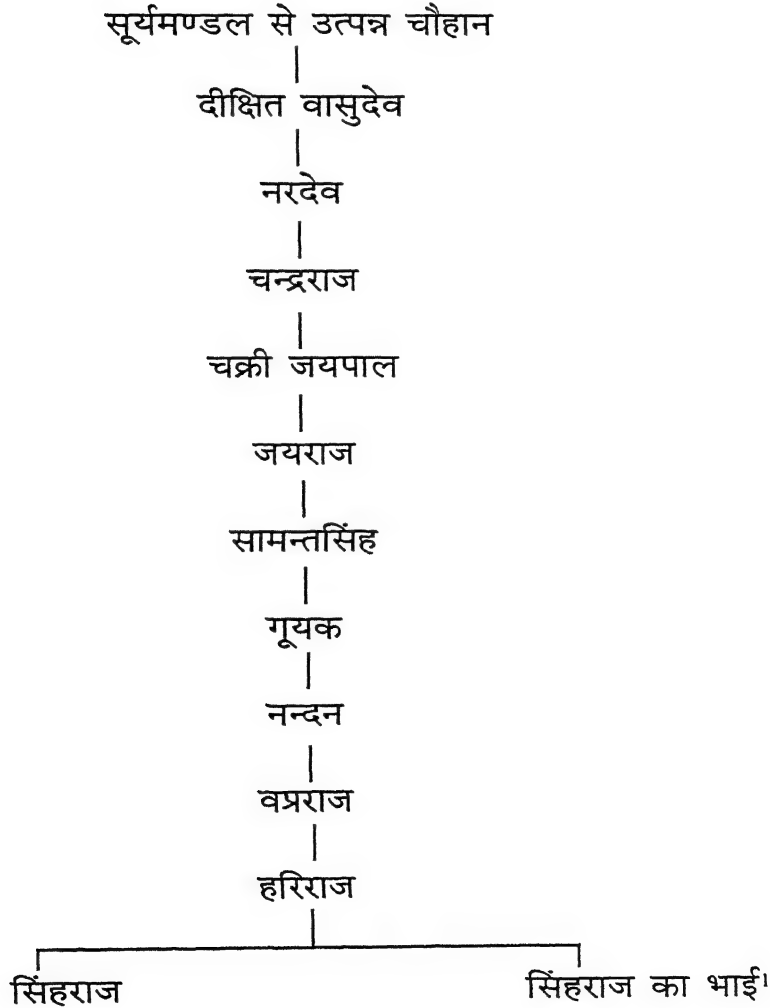 सूर्यमण्डल से उत्पन्न चौहान
दीक्षित वासुदेव
नरदेव
चन्द्रराज
चक्री जयपाल
जयराज
सामन्तसिंह
गूयक
नन्दन
वप्रराज
हरिराज
सिंहराज सिंहराज का भाई¹